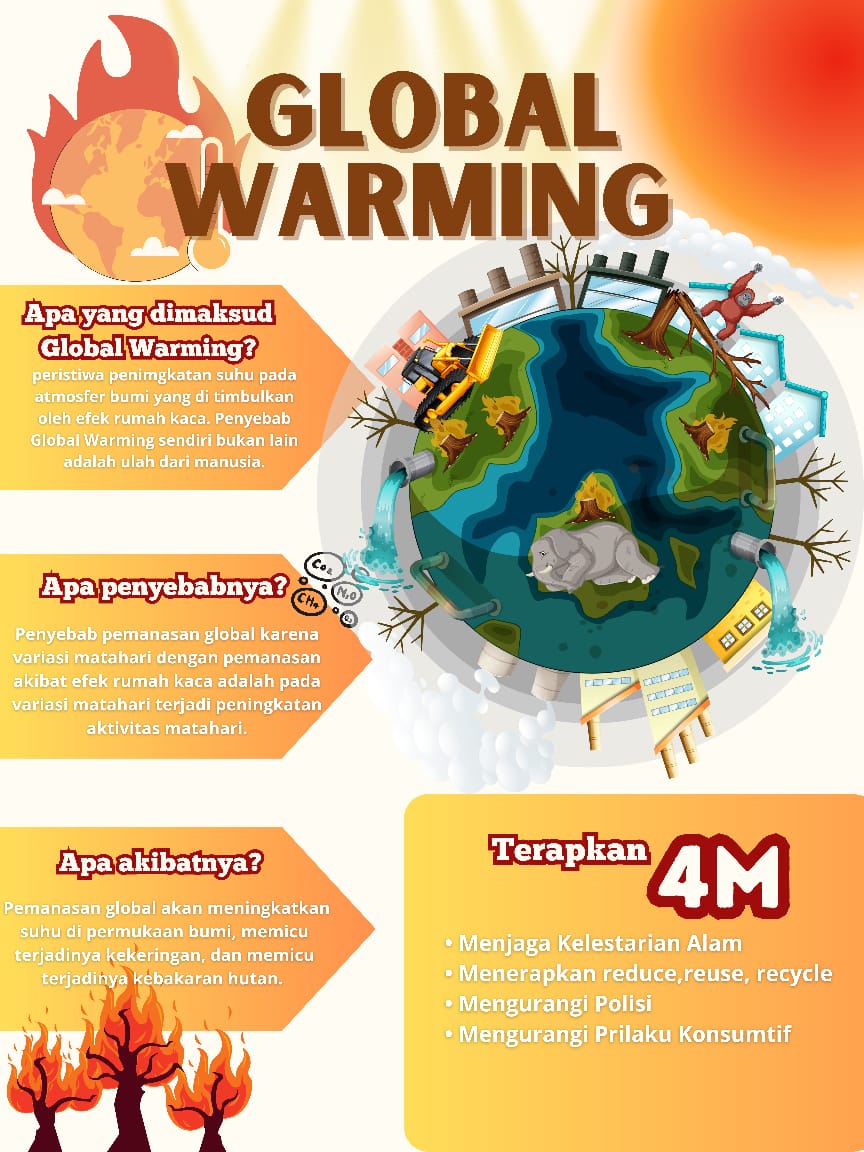 GLOBAL
WARMING
Apa yang dimaksud
Global Warming?
peristiwa penimgkatan suhu pada
atmosfer bumi yang di timbulkan
oleh efek rumah kaca. Penyebab
Global Warming sendiri bukan lain
adalah ulah dari manusia.
Apa penyebabnya?
Co₂
N₂O
CH₄
Penyebab pemanasan global karena
variasi matahari dengan pemanasan
akibat efek rumah kaca adalah pada
variasi matahari terjadi peningkatan
aktivitas matahari.
Apa akibatnya?
Pemanasan global akan meningkatkan
suhu di permukaan bumi, memicu
terjadinya kekeringan, dan memicu
terjadinya kebakaran hutan.
Terapkan 4M
• Menjaga Kelestarian Alam
• Menerapkan reduce,reuse, recycle
• Mengurangi Polisi
• Mengurangi Prilaku Konsumtif